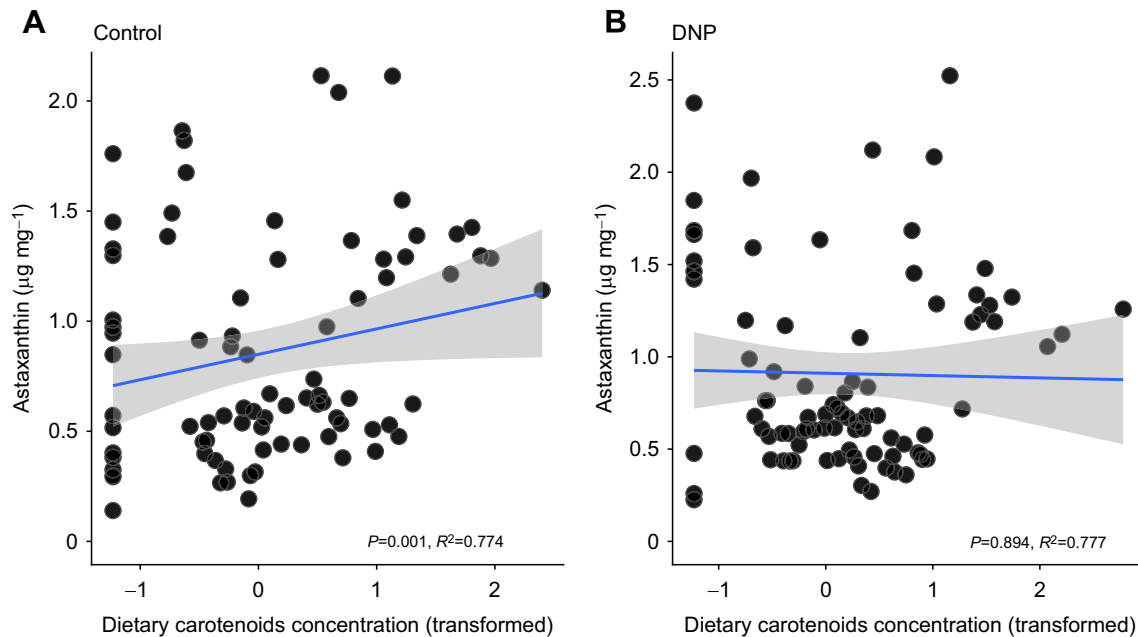 A
Control
Astaxanthin (μg mg⁻¹)
2.0
1.5
1.0
0.5
0
P=0.001, R²=0.774
−1
0
1
2
Dietary carotenoids concentration (transformed)
B
DNP
Astaxanthin (μg mg⁻¹)
2.5
2.0
1.5
1.0
0.5
0
P=0.894, R²=0.777
−1
0
1
2
Dietary carotenoids concentration (transformed)